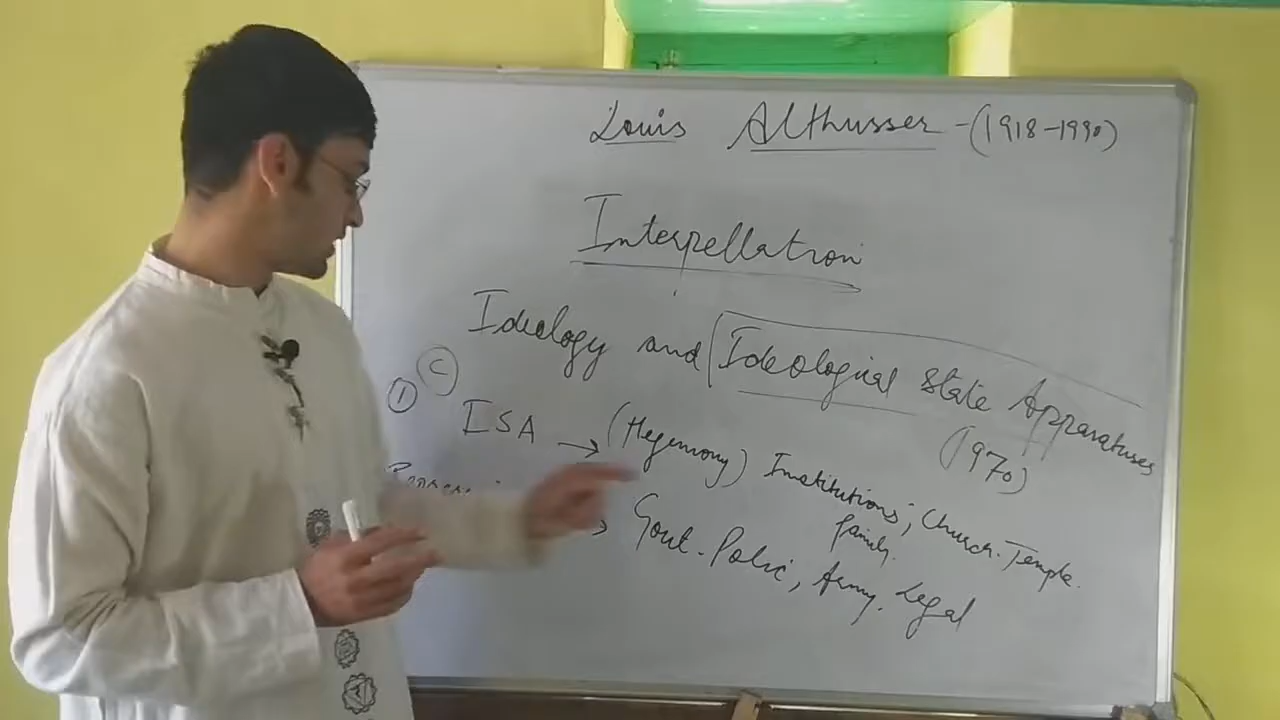 Louis Althusser - (1918-1990)
Interpellation
Ideology and Ideological State Apparatuses
(1970)
① Ⓒ
ISA → (Hegemony) Institutions; Church. Temple.
family.
Govt. Polic, Army. Legal